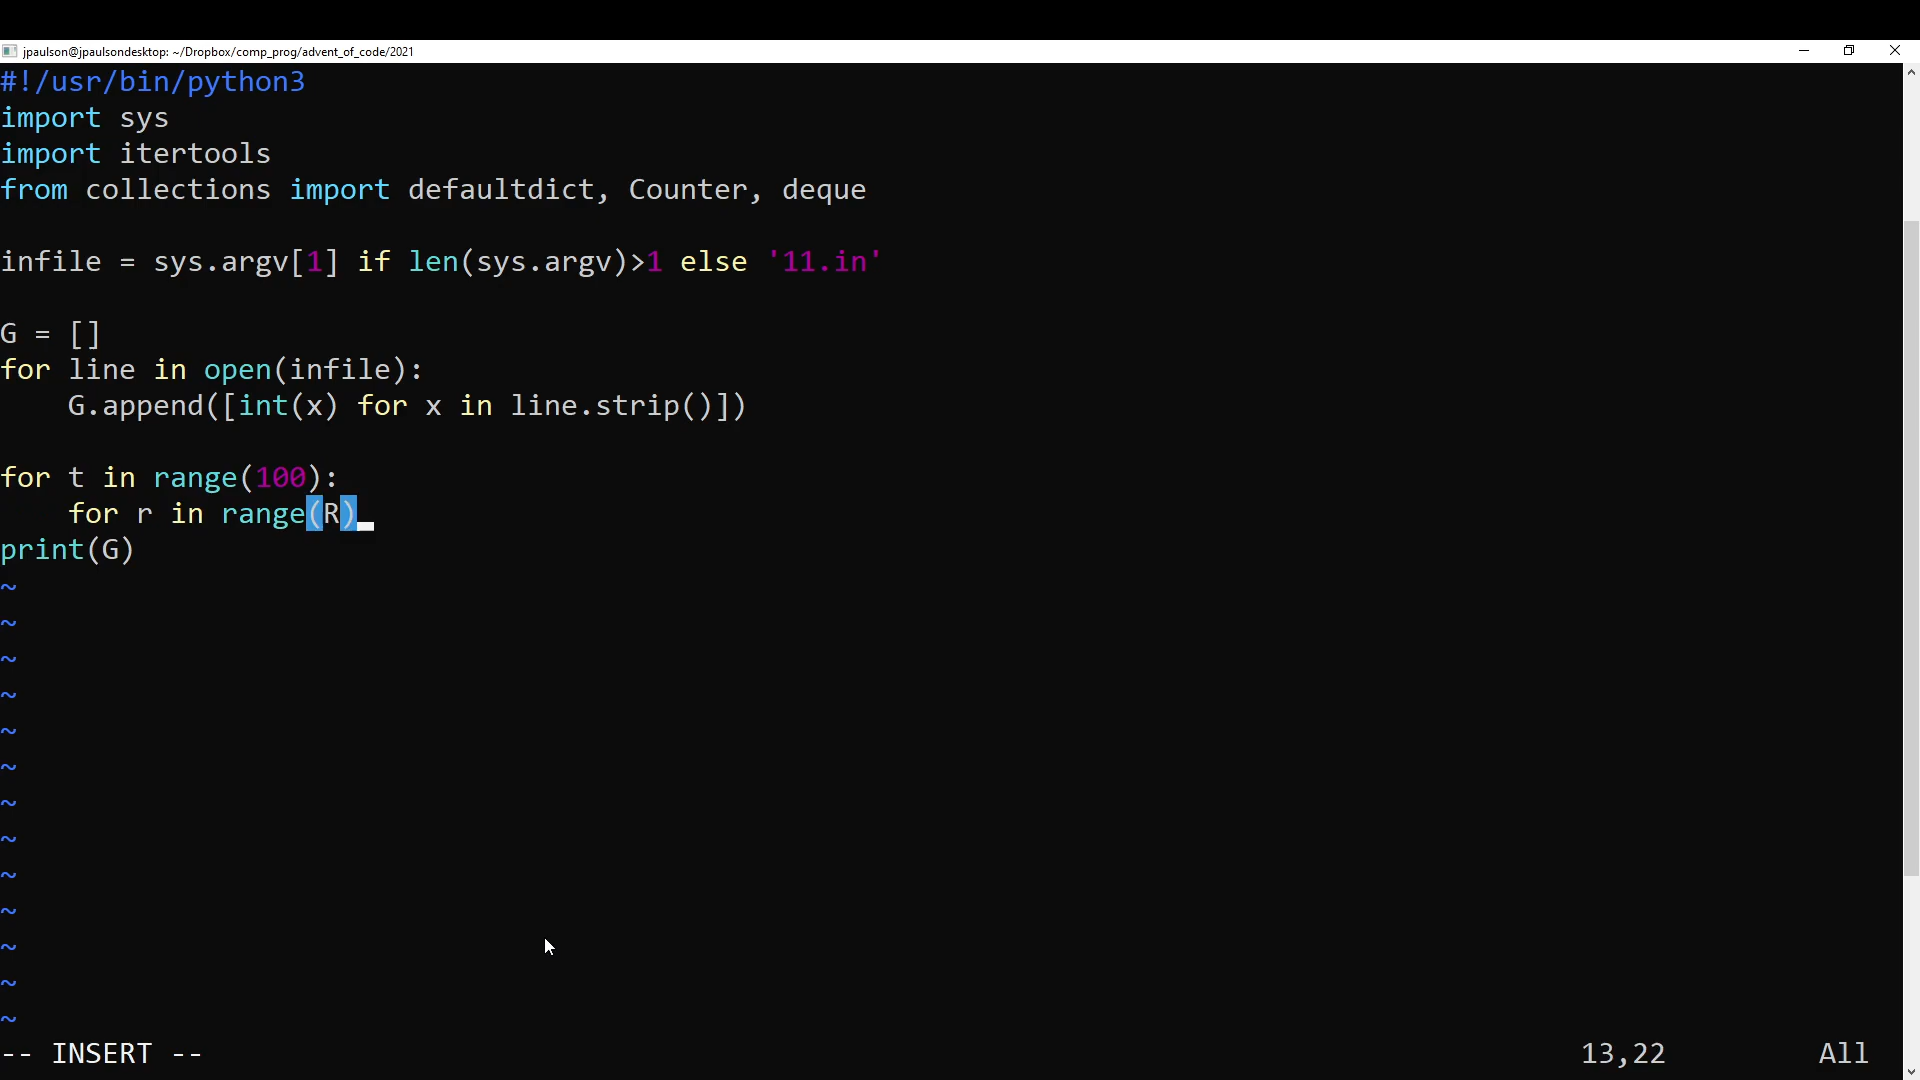 jpaulson@jpaulsondesktop: ~/Dropbox/comp_prog/advent_of_code/2021
#!/usr/bin/python3
import sys
import itertools
from collections import defaultdict, Counter, deque
infile = sys.argv[1] if len(sys.argv)>1 else '11.in'
G = []
for line in open(infile):
    G.append([int(x) for x in line.strip()])
for t in range(100):
    for r in range(R)
print(G)
~
~
~
~
~
~
~
~
~
~
~
~
~
-- INSERT -- 13,22 All